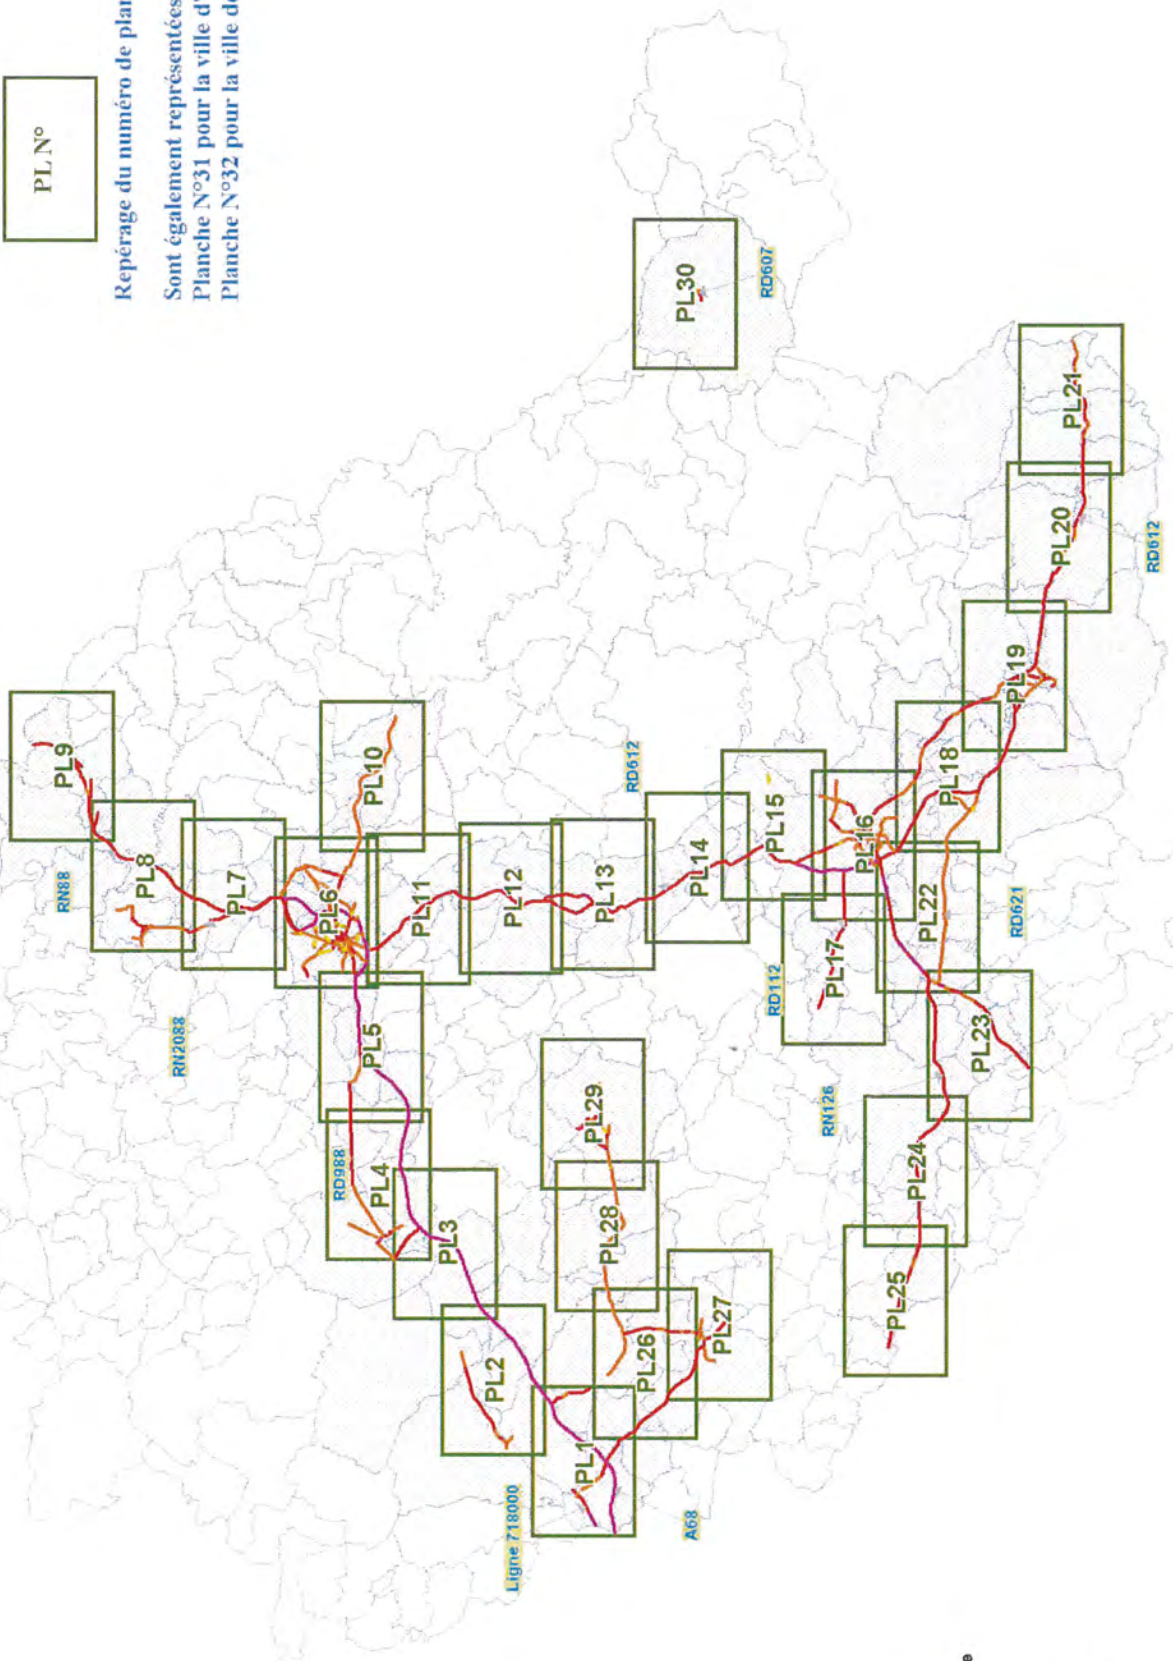 PL N°
Repérage du numéro de plan
Sont également représentées
Planche N°31 pour la ville d'
Planche N°32 pour la ville de
PL9
RN88
PL8
PL7
RN2088
PL10
PL6
PL5
PL11
RD988
PL4
PL12
RD612
PL3
PL13
PL14
PL2
PL29
PL28
PL15
RD112
PL17
PL16
PL18
PL30
RD607
PL26
PL27
PL1
Ligne 718000
A68
RN126
PL22
RD621
PL19
PL20
PL21
RD612
PL23
PL24
PL25
e